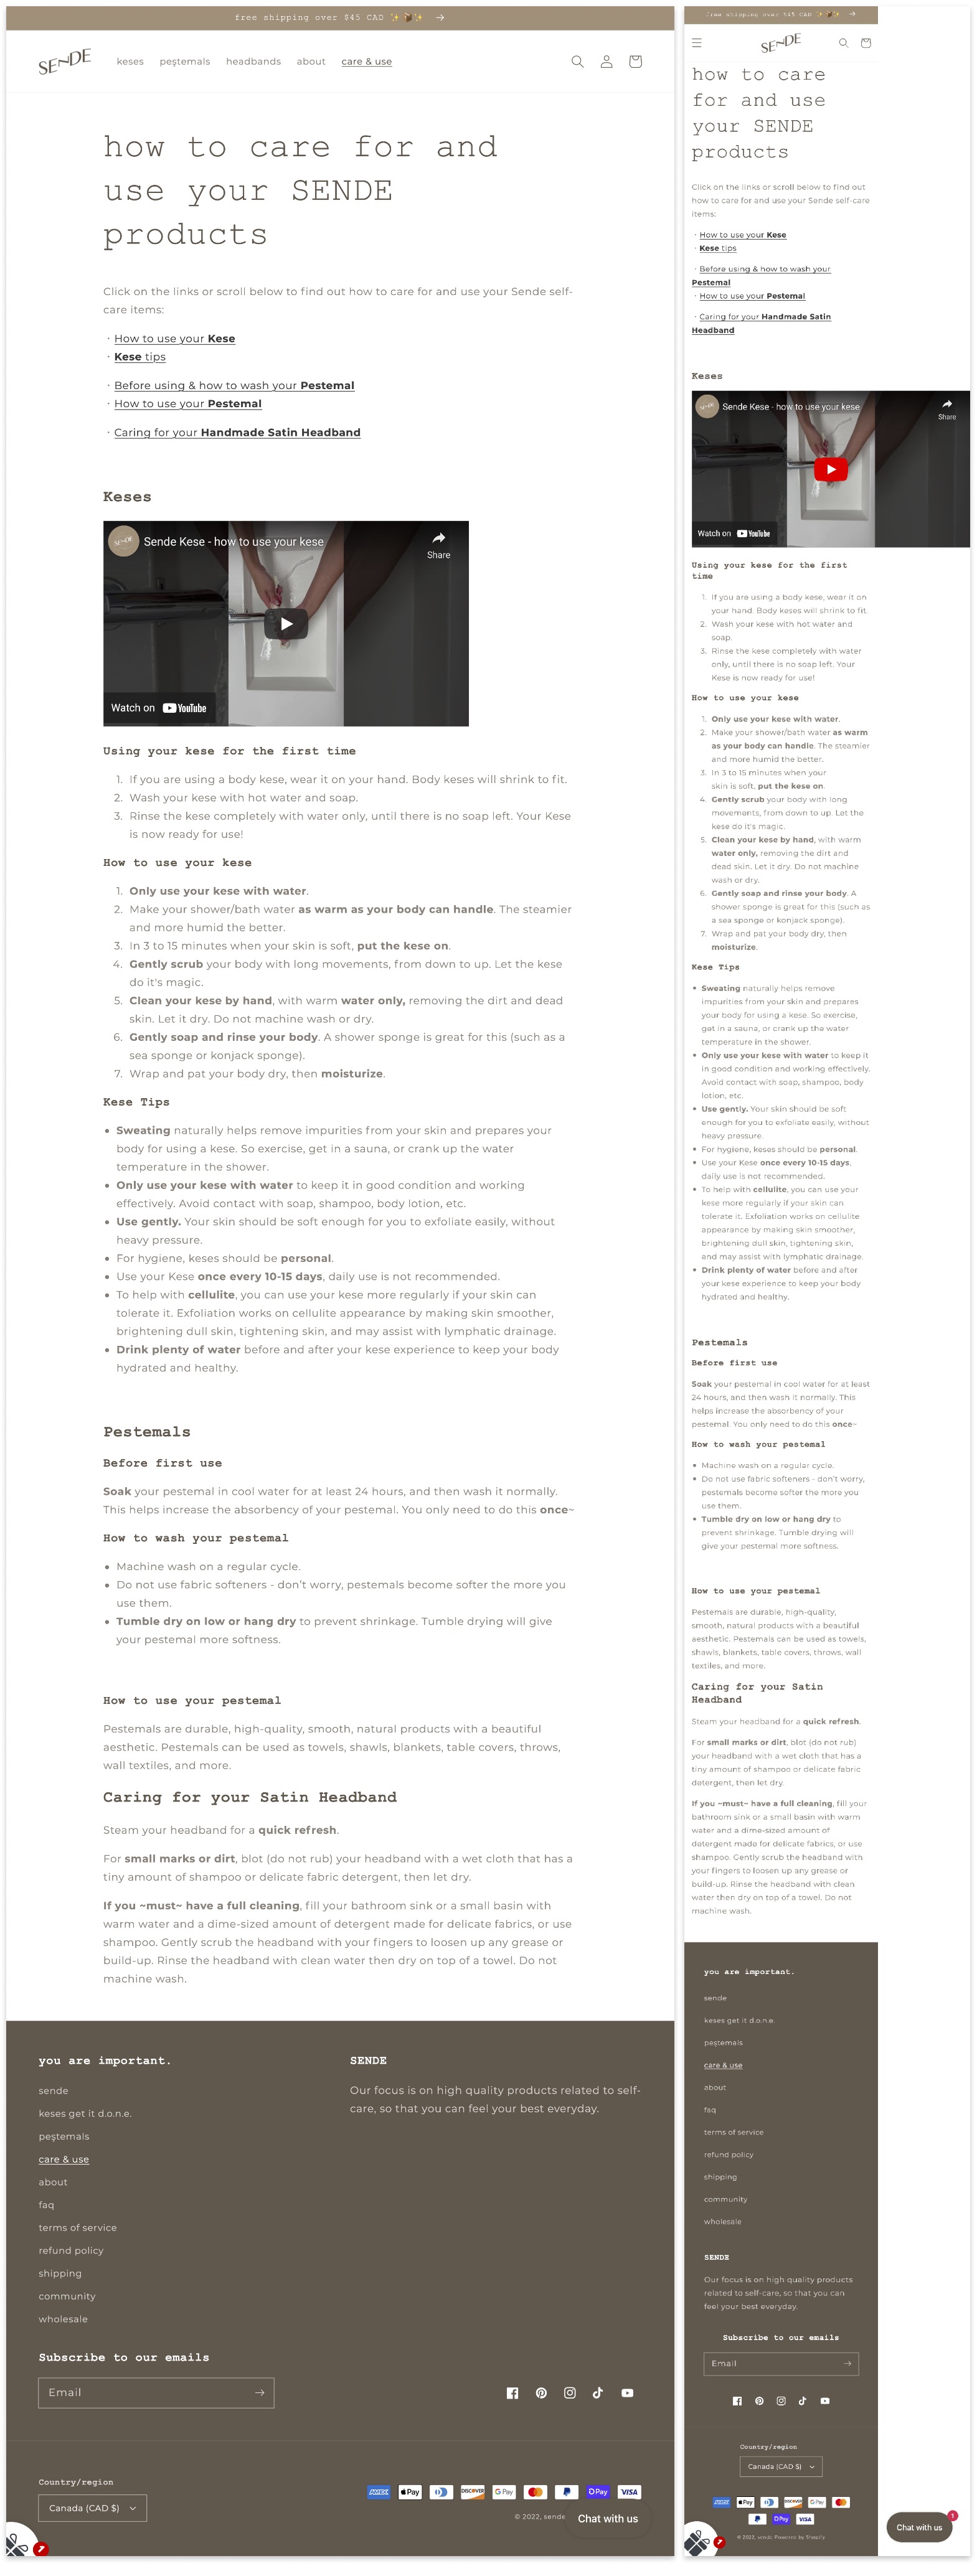 free shipping over $45 CAD ✨ 📦✨ →
SENDE
keses peştemals headbands about care & use
how to care for and
use your SENDE
products
Click on the links or scroll below to find out how to care for and use your Sende self-
care items:
· How to use your Kese
· Kese tips
· Before using & how to wash your Pestemal
· How to use your Pestemal
· Caring for your Handmade Satin Headband
Keses
SENDE
Sende Kese - how to use your kese
Share
Watch on YouTube
Using your kese for the first time
1. If you are using a body kese, wear it on your hand. Body keses will shrink to fit.
2. Wash your kese with hot water and soap.
3. Rinse the kese completely with water only, until there is no soap left. Your Kese
is now ready for use!
How to use your kese
1. Only use your kese with water.
2. Make your shower/bath water as warm as your body can handle. The steamier
and more humid the better.
3. In 3 to 15 minutes when your skin is soft, put the kese on.
4. Gently scrub your body with long movements, from down to up. Let the kese
do it's magic.
5. Clean your kese by hand, with warm water only, removing the dirt and dead
skin. Let it dry. Do not machine wash or dry.
6. Gently soap and rinse your body. A shower sponge is great for this (such as a
sea sponge or konjack sponge).
7. Wrap and pat your body dry, then moisturize.
Kese Tips
• Sweating naturally helps remove impurities from your skin and prepares your
body for using a kese. So exercise, get in a sauna, or crank up the water
temperature in the shower.
• Only use your kese with water to keep it in good condition and working
effectively. Avoid contact with soap, shampoo, body lotion, etc.
• Use gently. Your skin should be soft enough for you to exfoliate easily, without
heavy pressure.
• For hygiene, keses should be personal.
• Use your Kese once every 10-15 days, daily use is not recommended.
• To help with cellulite, you can use your kese more regularly if your skin can
tolerate it. Exfoliation works on cellulite appearance by making skin smoother,
brightening dull skin, tightening skin, and may assist with lymphatic drainage.
• Drink plenty of water before and after your kese experience to keep your body
hydrated and healthy.
Pestemals
Before first use
Soak your pestemal in cool water for at least 24 hours, and then wash it normally.
This helps increase the absorbency of your pestemal. You only need to do this once~
How to wash your pestemal
• Machine wash on a regular cycle.
• Do not use fabric softeners - don't worry, pestemals become softer the more you
use them.
• Tumble dry on low or hang dry to prevent shrinkage. Tumble drying will give
your pestemal more softness.
How to use your pestemal
Pestemals are durable, high-quality, smooth, natural products with a beautiful
aesthetic. Pestemals can be used as towels, shawls, blankets, table covers, throws,
wall textiles, and more.
Caring for your Satin Headband
Steam your headband for a quick refresh.
For small marks or dirt, blot (do not rub) your headband with a wet cloth that has a
tiny amount of shampoo or delicate fabric detergent, then let dry.
If you ~must~ have a full cleaning, fill your bathroom sink or a small basin with
warm water and a dime-sized amount of detergent made for delicate fabrics, or use
shampoo. Gently scrub the headband with your fingers to loosen up any grease or
build-up. Rinse the headband with clean water then dry on top of a towel. Do not
machine wash.
you are important.
sende
keses get it d.o.n.e.
peştemals
care & use
about
faq
terms of service
refund policy
shipping
community
wholesale
SENDE
Our focus is on high quality products related to self-
care, so that you can feel your best everyday.
Subscribe to our emails
Email →
Country/region
Canada (CAD $)
AMEX Apple Pay DISCOVER G Pay D Pay VISA
© 2022, sende
Chat with us
free shipping over $45 CAD ✨ 📦✨ →
SENDE
how to care
for and use
your SENDE
products
Click on the links or scroll below to find out
how to care for and use your Sende self-care
items:
· How to use your Kese
· Kese tips
· Before using & how to wash your
Pestemal
· How to use your Pestemal
· Caring for your Handmade Satin
Headband
Keses
SENDE
Sende Kese - how to use your kese
Share
Watch on YouTube
Using your kese for the first
time
1. If you are using a body kese, wear it on
your hand. Body keses will shrink to fit.
2. Wash your kese with hot water and
soap.
3. Rinse the kese completely with water
only, until there is no soap left. Your
Kese is now ready for use!
How to use your kese
1. Only use your kese with water.
2. Make your shower/bath water as warm
as your body can handle. The steamier
and more humid the better.
3. In 3 to 15 minutes when your
skin is soft, put the kese on.
4. Gently scrub your body with long
movements, from down to up. Let the
kese do it's magic.
5. Clean your kese by hand, with warm
water only, removing the dirt and
dead skin. Let it dry. Do not machine
wash or dry.
6. Gently soap and rinse your body. A
shower sponge is great for this (such as
a sea sponge or konjack sponge).
7. Wrap and pat your body dry, then
moisturize.
Kese Tips
• Sweating naturally helps remove
impurities from your skin and prepares
your body for using a kese. So exercise,
get in a sauna, or crank up the water
temperature in the shower.
• Only use your kese with water to keep it
in good condition and working effectively.
Avoid contact with soap, shampoo, body
lotion, etc.
• Use gently. Your skin should be soft
enough for you to exfoliate easily, without
heavy pressure.
• For hygiene, keses should be personal.
• Use your Kese once every 10-15 days,
daily use is not recommended.
• To help with cellulite, you can use your
kese more regularly if your skin can
tolerate it. Exfoliation works on cellulite
appearance by making skin smoother,
brightening dull skin, tightening skin,
and may assist with lymphatic drainage.
• Drink plenty of water before and after
your kese experience to keep your body
hydrated and healthy.
Pestemals
Before first use
Soak your pestemal in cool water for at least
24 hours, and then wash it normally. This
helps increase the absorbency of your
pestemal. You only need to do this once~
How to wash your pestemal
• Machine wash on a regular cycle.
• Do not use fabric softeners - don't worry,
pestemals become softer the more you
use them.
• Tumble dry on low or hang dry to
prevent shrinkage. Tumble drying will
give your pestemal more softness.
How to use your pestemal
Pestemals are durable, high-quality,
smooth, natural products with a beautiful
aesthetic. Pestemals can be used as towels,
shawls, blankets, table covers, throws, wall
textiles, and more.
Caring for your Satin
Headband
Steam your headband for a quick refresh.
For small marks or dirt, blot (do not rub)
your headband with a wet cloth that has a
tiny amount of shampoo or delicate fabric
detergent, then let dry.
If you ~must~ have a full cleaning, fill your
bathroom sink or a small basin with warm
water and a dime-sized amount of
detergent made for delicate fabrics, or use
shampoo. Gently scrub the headband with
your fingers to loosen up any grease or
build-up. Rinse the headband with clean
water then dry on top of a towel. Do not
machine wash.
you are important.
sende
keses get it d.o.n.e.
peştemals
care & use
about
faq
terms of service
refund policy
shipping
community
wholesale
SENDE
Our focus is on high quality products
related to self-care, so that you can
feel your best everyday.
Subscribe to our emails
Email →
Country/region
Canada (CAD $)
AMEX Apple Pay DISCOVER G Pay
D Pay VISA
© 2022, sende Powered by Shopify
Chat with us
1